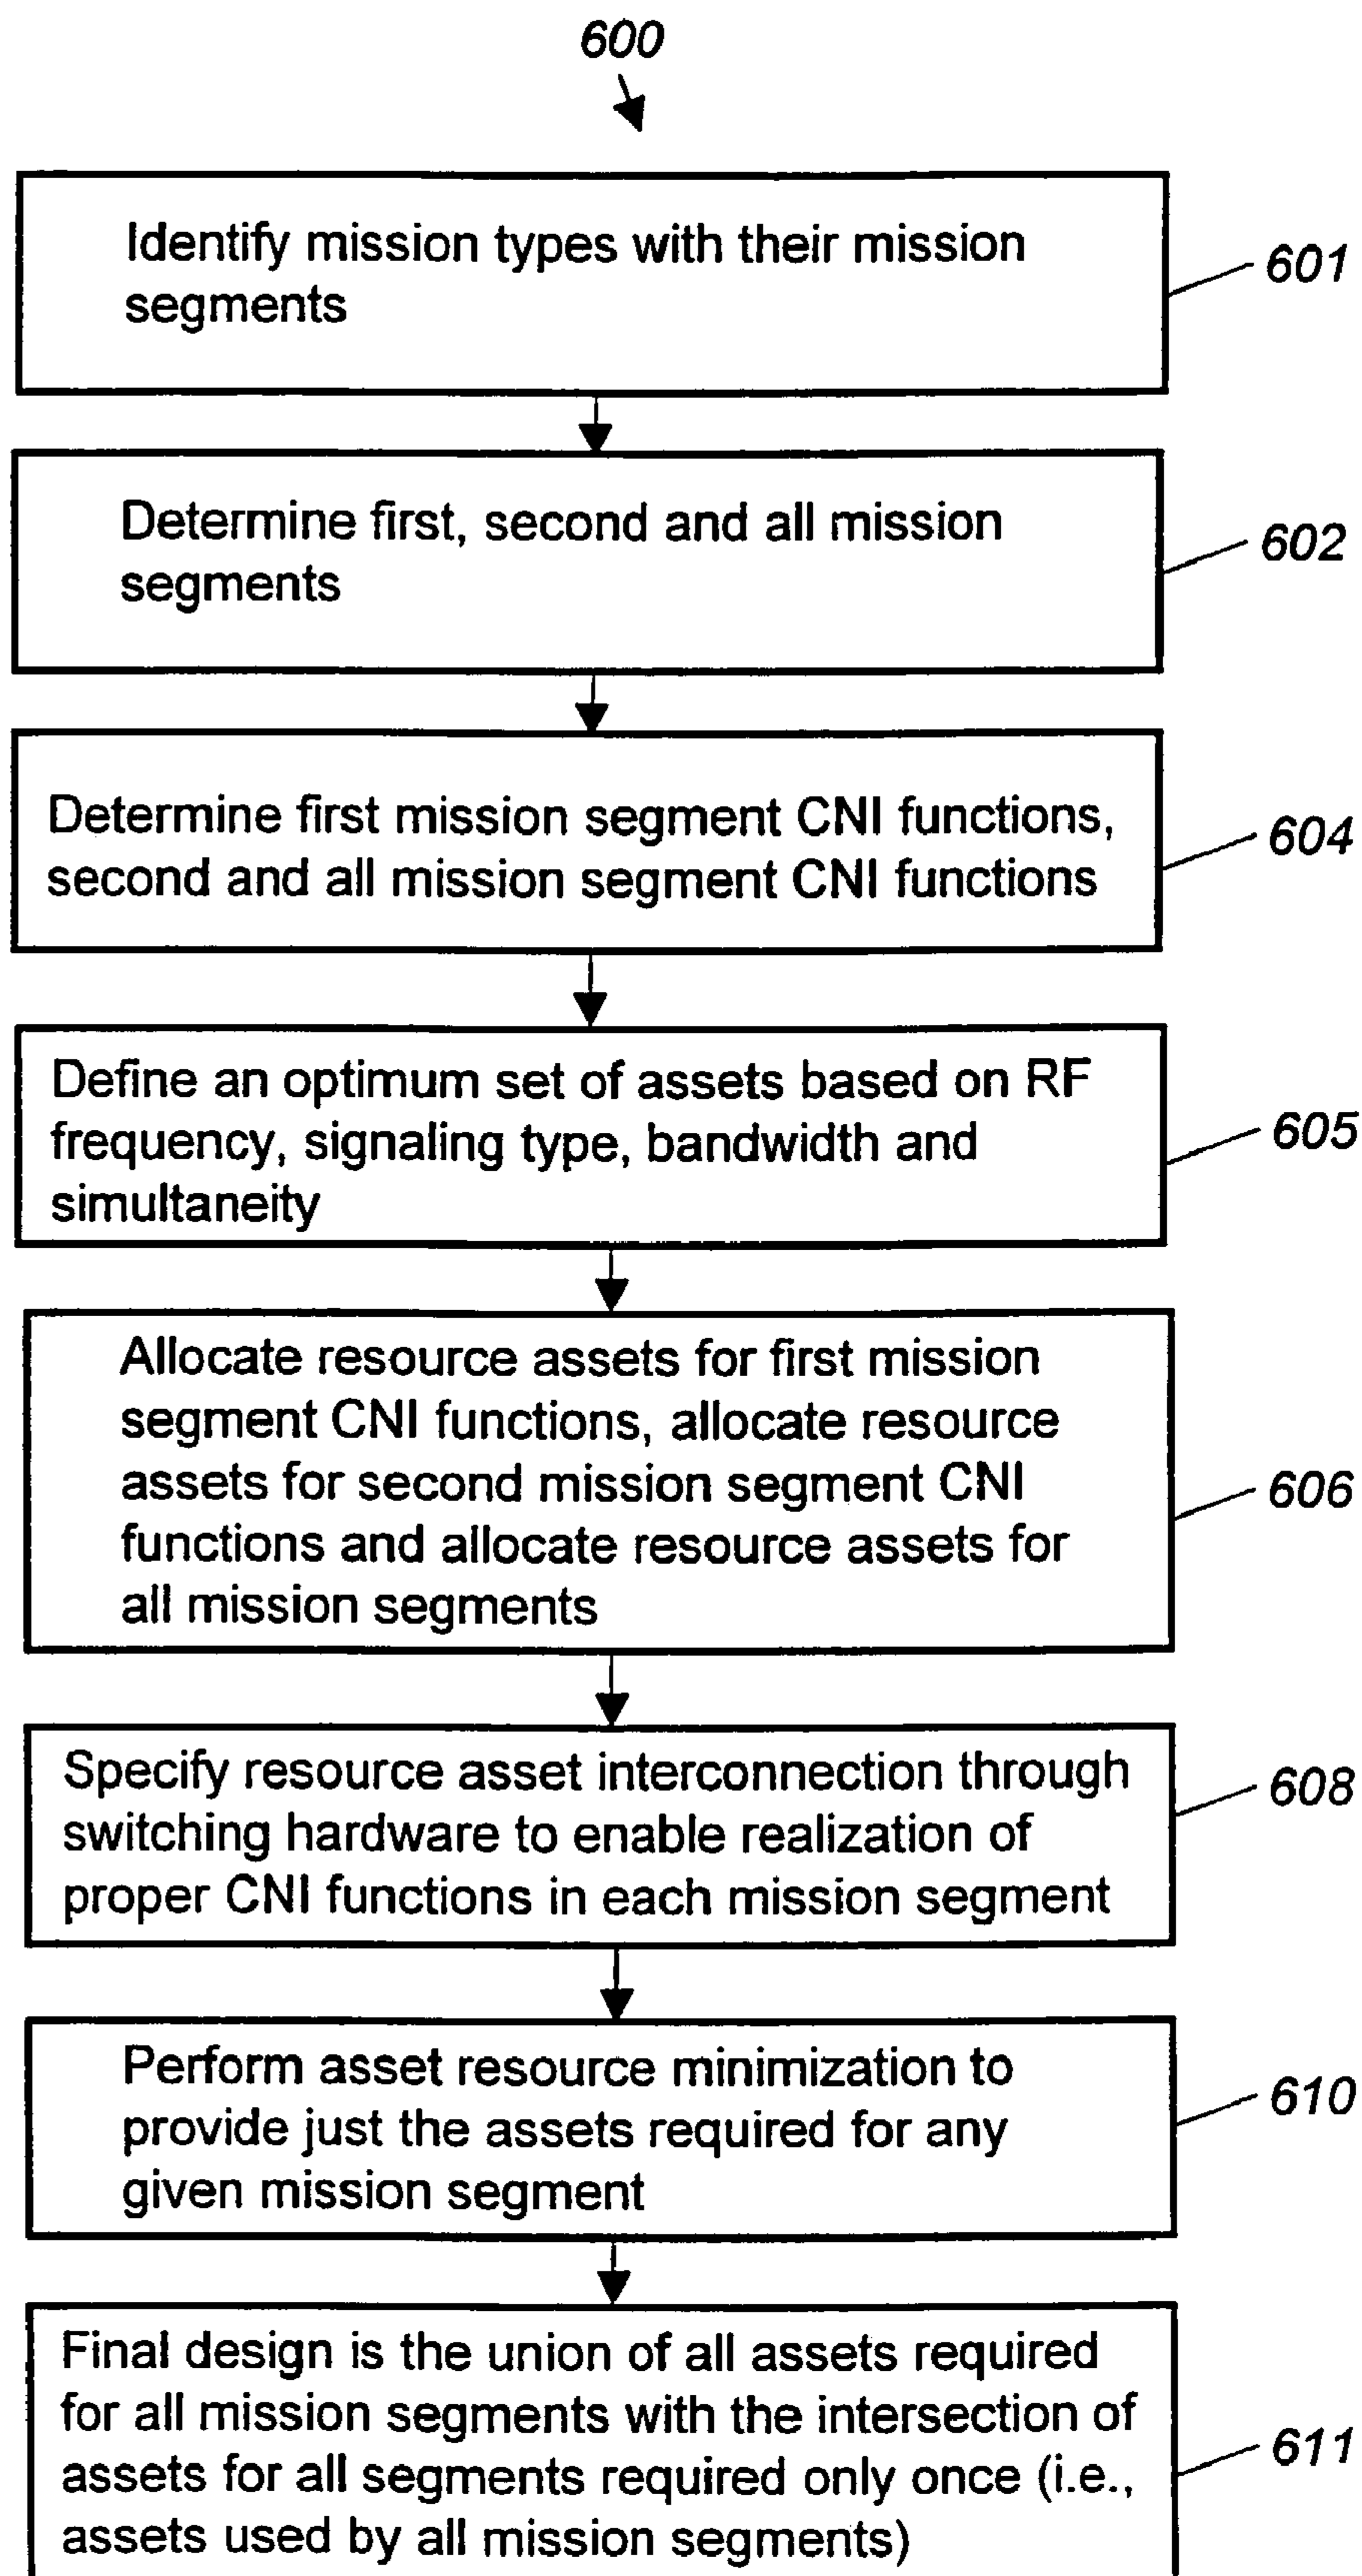 600
Identify mission types with their mission
segments
601
Determine first, second and all mission
segments
602
Determine first mission segment CNI functions,
second and all mission segment CNI functions
604
Define an optimum set of assets based on RF
frequency, signaling type, bandwidth and
simultaneity
605
Allocate resource assets for first mission
segment CNI functions, allocate resource
assets for second mission segment CNI
functions and allocate resource assets for
all mission segments
606
Specify resource asset interconnection through
switching hardware to enable realization of
proper CNI functions in each mission segment
608
Perform asset resource minimization to
provide just the assets required for any
given mission segment
610
Final design is the union of all assets required
for all mission segments with the intersection of
assets for all segments required only once (i.e.,
assets used by all mission segments)
611